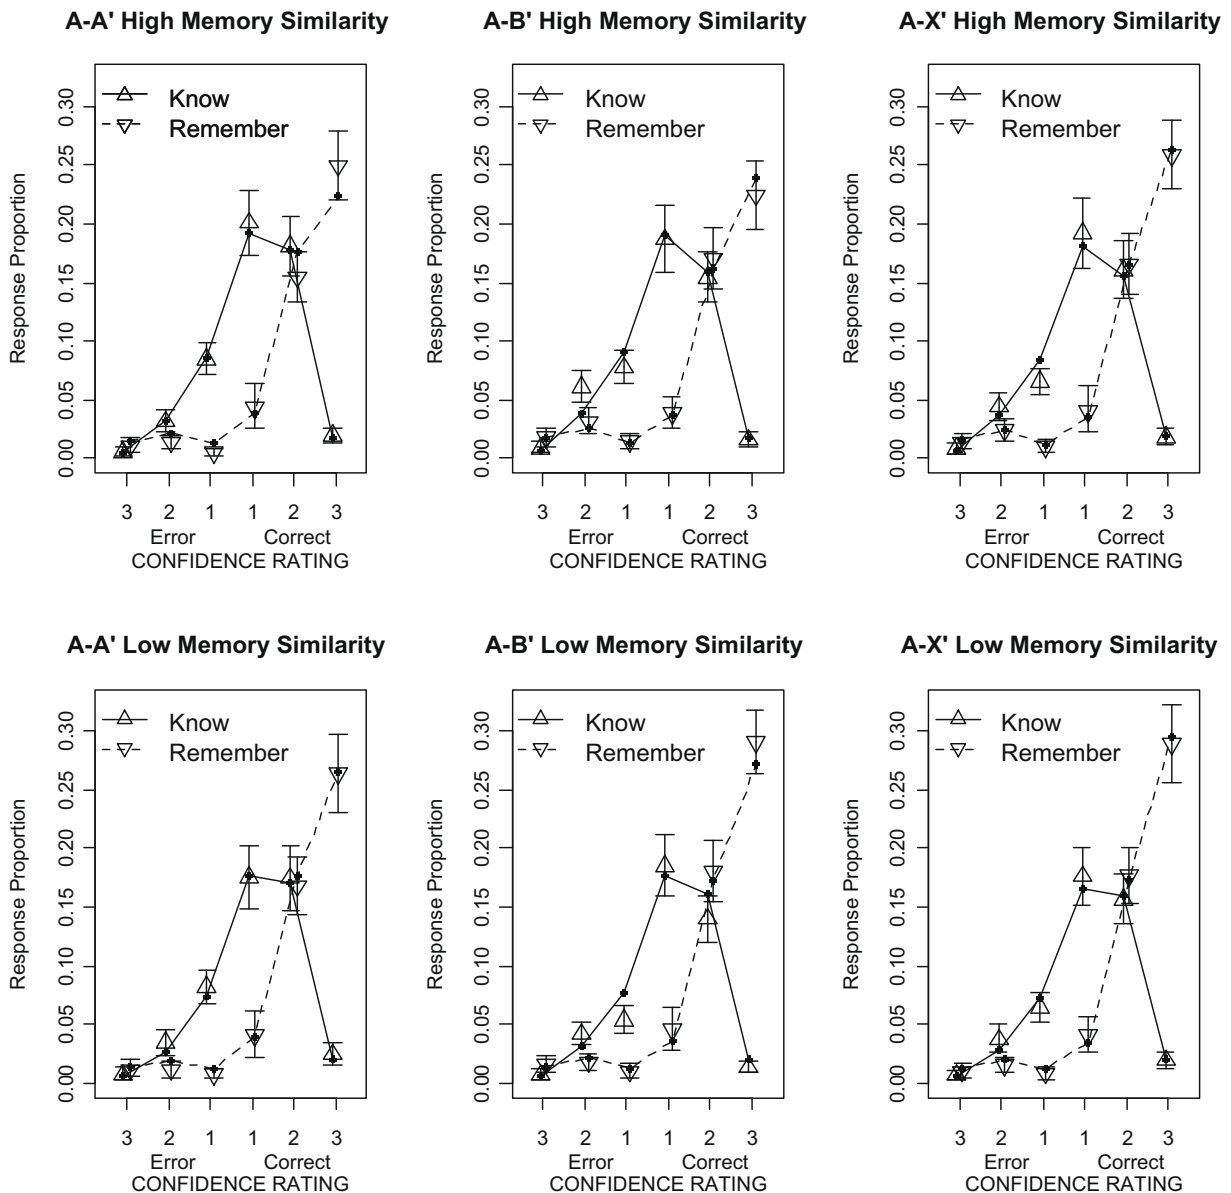 A-A' High Memory Similarity
A-B' High Memory Similarity
A-X' High Memory Similarity
Response Proportion
0.00 0.05 0.10 0.15 0.20 0.25 0.30
Know
Remember
3 2 1 1 2 3
Error Correct
CONFIDENCE RATING
Response Proportion
0.00 0.05 0.10 0.15 0.20 0.25 0.30
Know
Remember
3 2 1 1 2 3
Error Correct
CONFIDENCE RATING
Response Proportion
0.00 0.05 0.10 0.15 0.20 0.25 0.30
Know
Remember
3 2 1 1 2 3
Error Correct
CONFIDENCE RATING
A-A' Low Memory Similarity
A-B' Low Memory Similarity
A-X' Low Memory Similarity
Response Proportion
0.00 0.05 0.10 0.15 0.20 0.25 0.30
Know
Remember
3 2 1 1 2 3
Error Correct
CONFIDENCE RATING
Response Proportion
0.00 0.05 0.10 0.15 0.20 0.25 0.30
Know
Remember
3 2 1 1 2 3
Error Correct
CONFIDENCE RATING
Response Proportion
0.00 0.05 0.10 0.15 0.20 0.25 0.30
Know
Remember
3 2 1 1 2 3
Error Correct
CONFIDENCE RATING